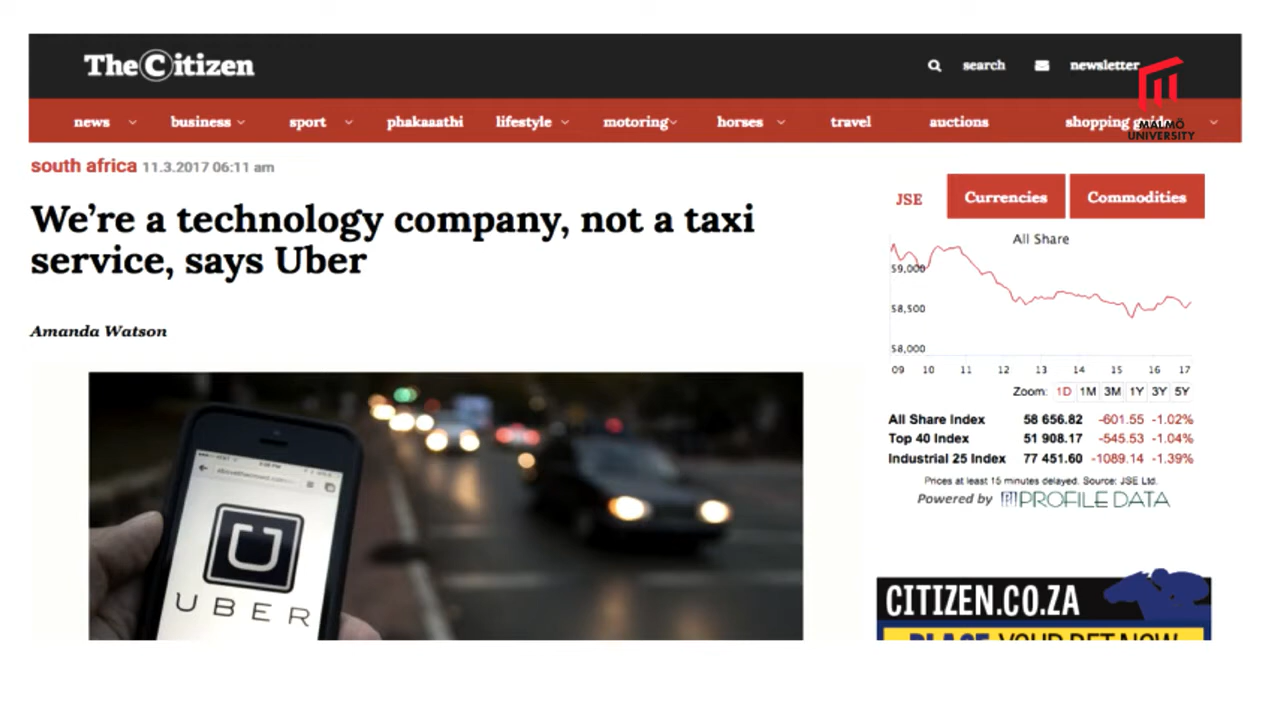 The Citizen
search
newsletter
news
business
sport
phakaaathi
lifestyle
motoring
horses
travel
auctions
shopping guide
MALMÖ
UNIVERSITY
south africa 11.3.2017 06:11 am
We're a technology company, not a taxi
service, says Uber
Amanda Watson
UBER
JSE
Currencies
Commodities
All Share
59,000
58,500
58,000
09 10 11 12 13 14 15 16 17
Zoom: 1D 1M 3M 1Y 3Y 5Y
All Share Index 58 656.82 -601.55 -1.02%
Top 40 Index 51 908.17 -545.53 -1.04%
Industrial 25 Index 77 451.60 -1089.14 -1.39%
Prices at least 15 minutes delayed. Source: JSE Ltd.
Powered by PROFILE DATA
CITIZEN.CO.ZA
PLACE YOUR BET NOW